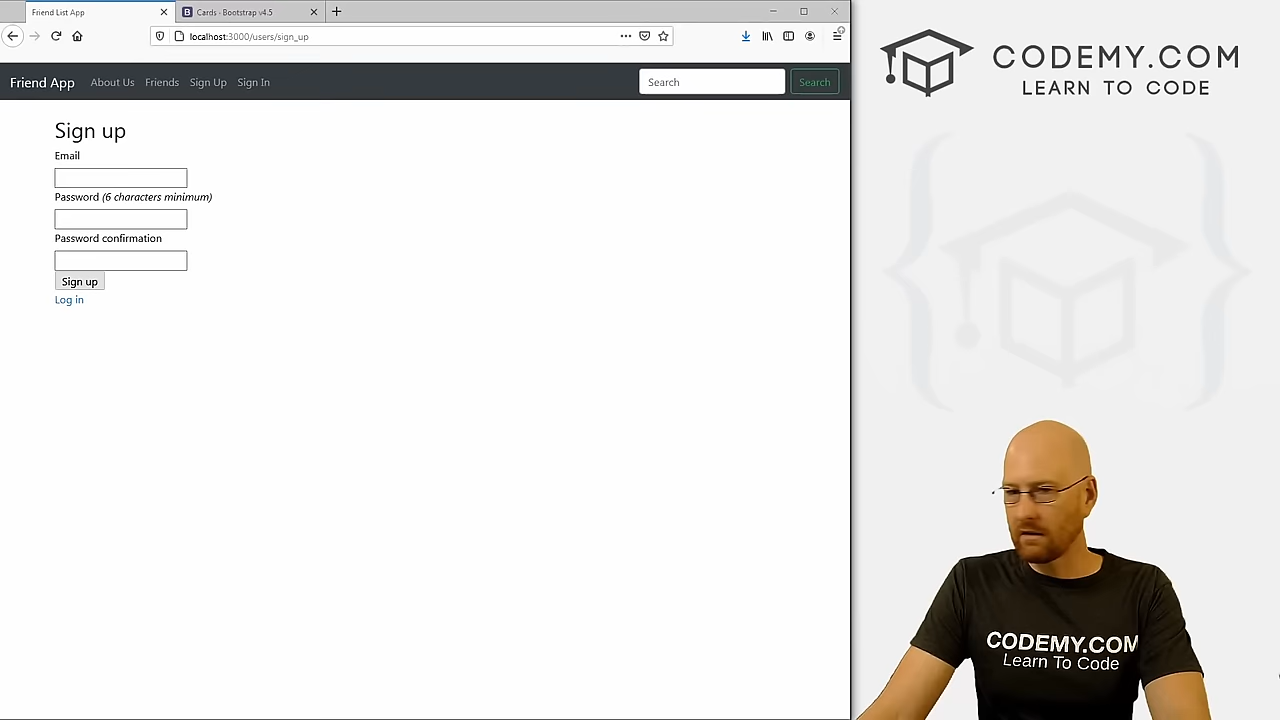 Friend List App
Cards - Bootstrap v4.5
localhost:3000/users/sign_up
Friend App
About Us
Friends
Sign Up
Sign In
Search
Search
Sign up
Email
Password (6 characters minimum)
Password confirmation
Sign up
Log in
CODEMY.COM
LEARN TO CODE
CODEMY.COM
Learn To Code